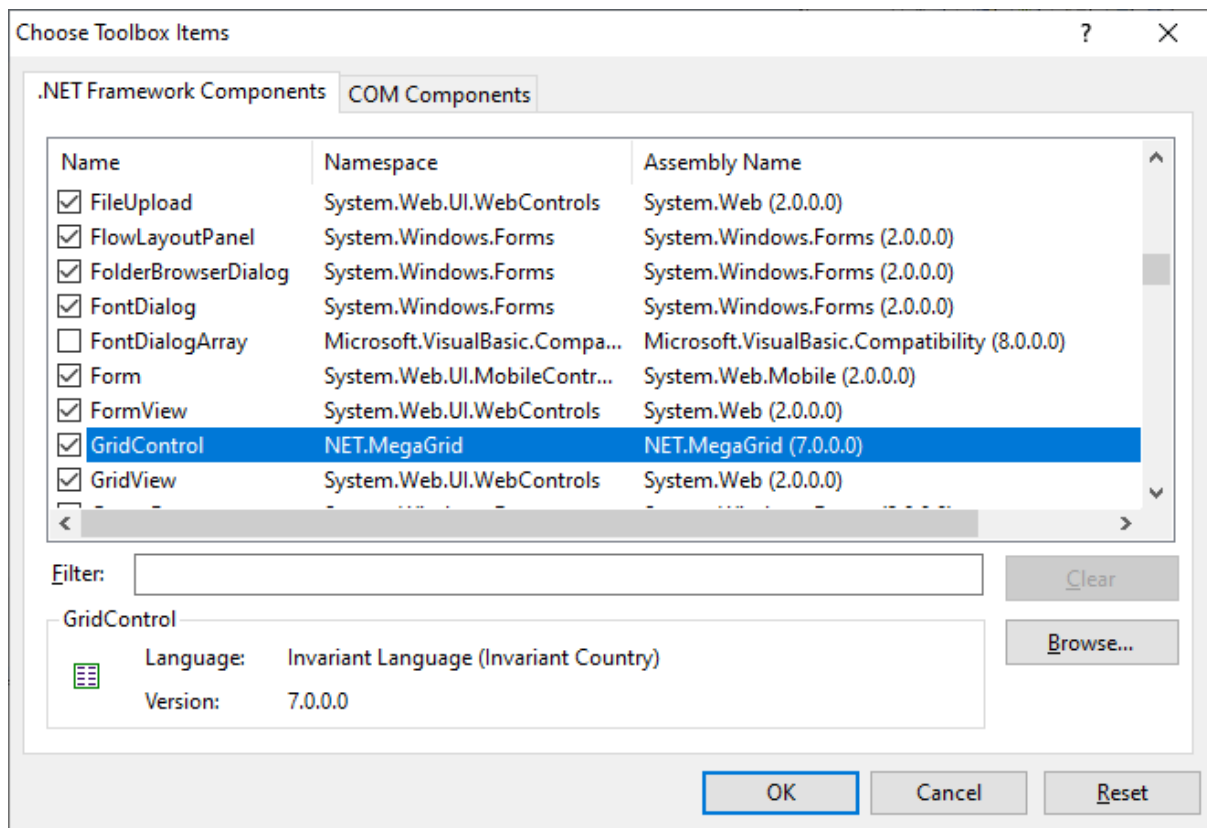 Choose Toolbox Items ? ×
.NET Framework Components COM Components
Name Namespace Assembly Name
FileUpload System.Web.UI.WebControls System.Web (2.0.0.0)
FlowLayoutPanel System.Windows.Forms System.Windows.Forms (2.0.0.0)
FolderBrowserDialog System.Windows.Forms System.Windows.Forms (2.0.0.0)
FontDialog System.Windows.Forms System.Windows.Forms (2.0.0.0)
FontDialogArray Microsoft.VisualBasic.Compa... Microsoft.VisualBasic.Compatibility (8.0.0.0)
Form System.Web.UI.MobileContr... System.Web.Mobile (2.0.0.0)
FormView System.Web.UI.WebControls System.Web (2.0.0.0)
GridControl NET.MegaGrid NET.MegaGrid (7.0.0.0)
GridView System.Web.UI.WebControls System.Web (2.0.0.0)
Filter: Clear
GridControl
Language: Invariant Language (Invariant Country) Browse...
Version: 7.0.0.0
OK Cancel Reset